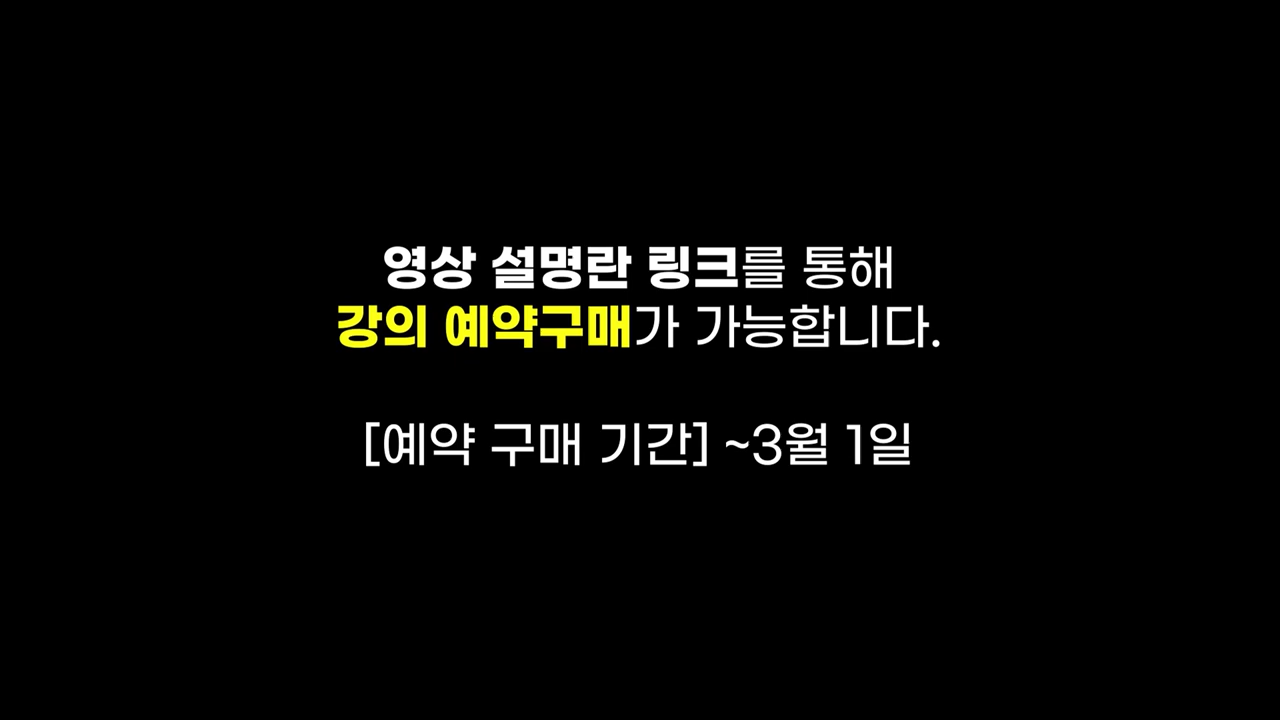 영상 설명란 링크를 통해
강의 예약구매가 가능합니다.
[예약 구매 기간] ~3월 1일